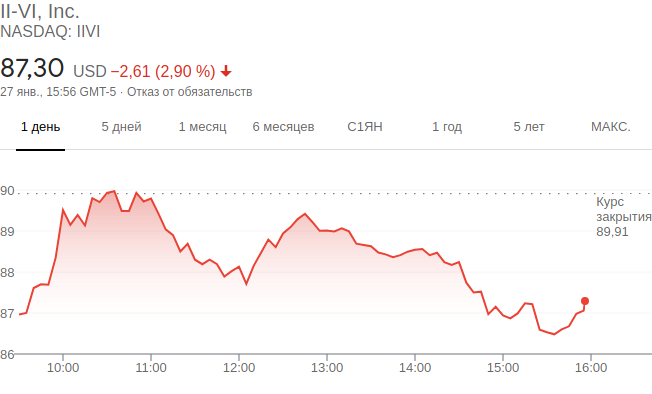 II-VI, Inc.
NASDAQ: IIVI
87,30 USD −2,61 (2,90 %)
27 янв., 15:56 GMT-5 · Отказ от обязательств
1 день 5 дней 1 месяц 6 месяцев С1ЯН 1 год 5 лет МАКС.
90
Курс
закрытия
89
89,91
88
87
86
10:00 11:00 12:00 13:00 14:00 15:00 16:00